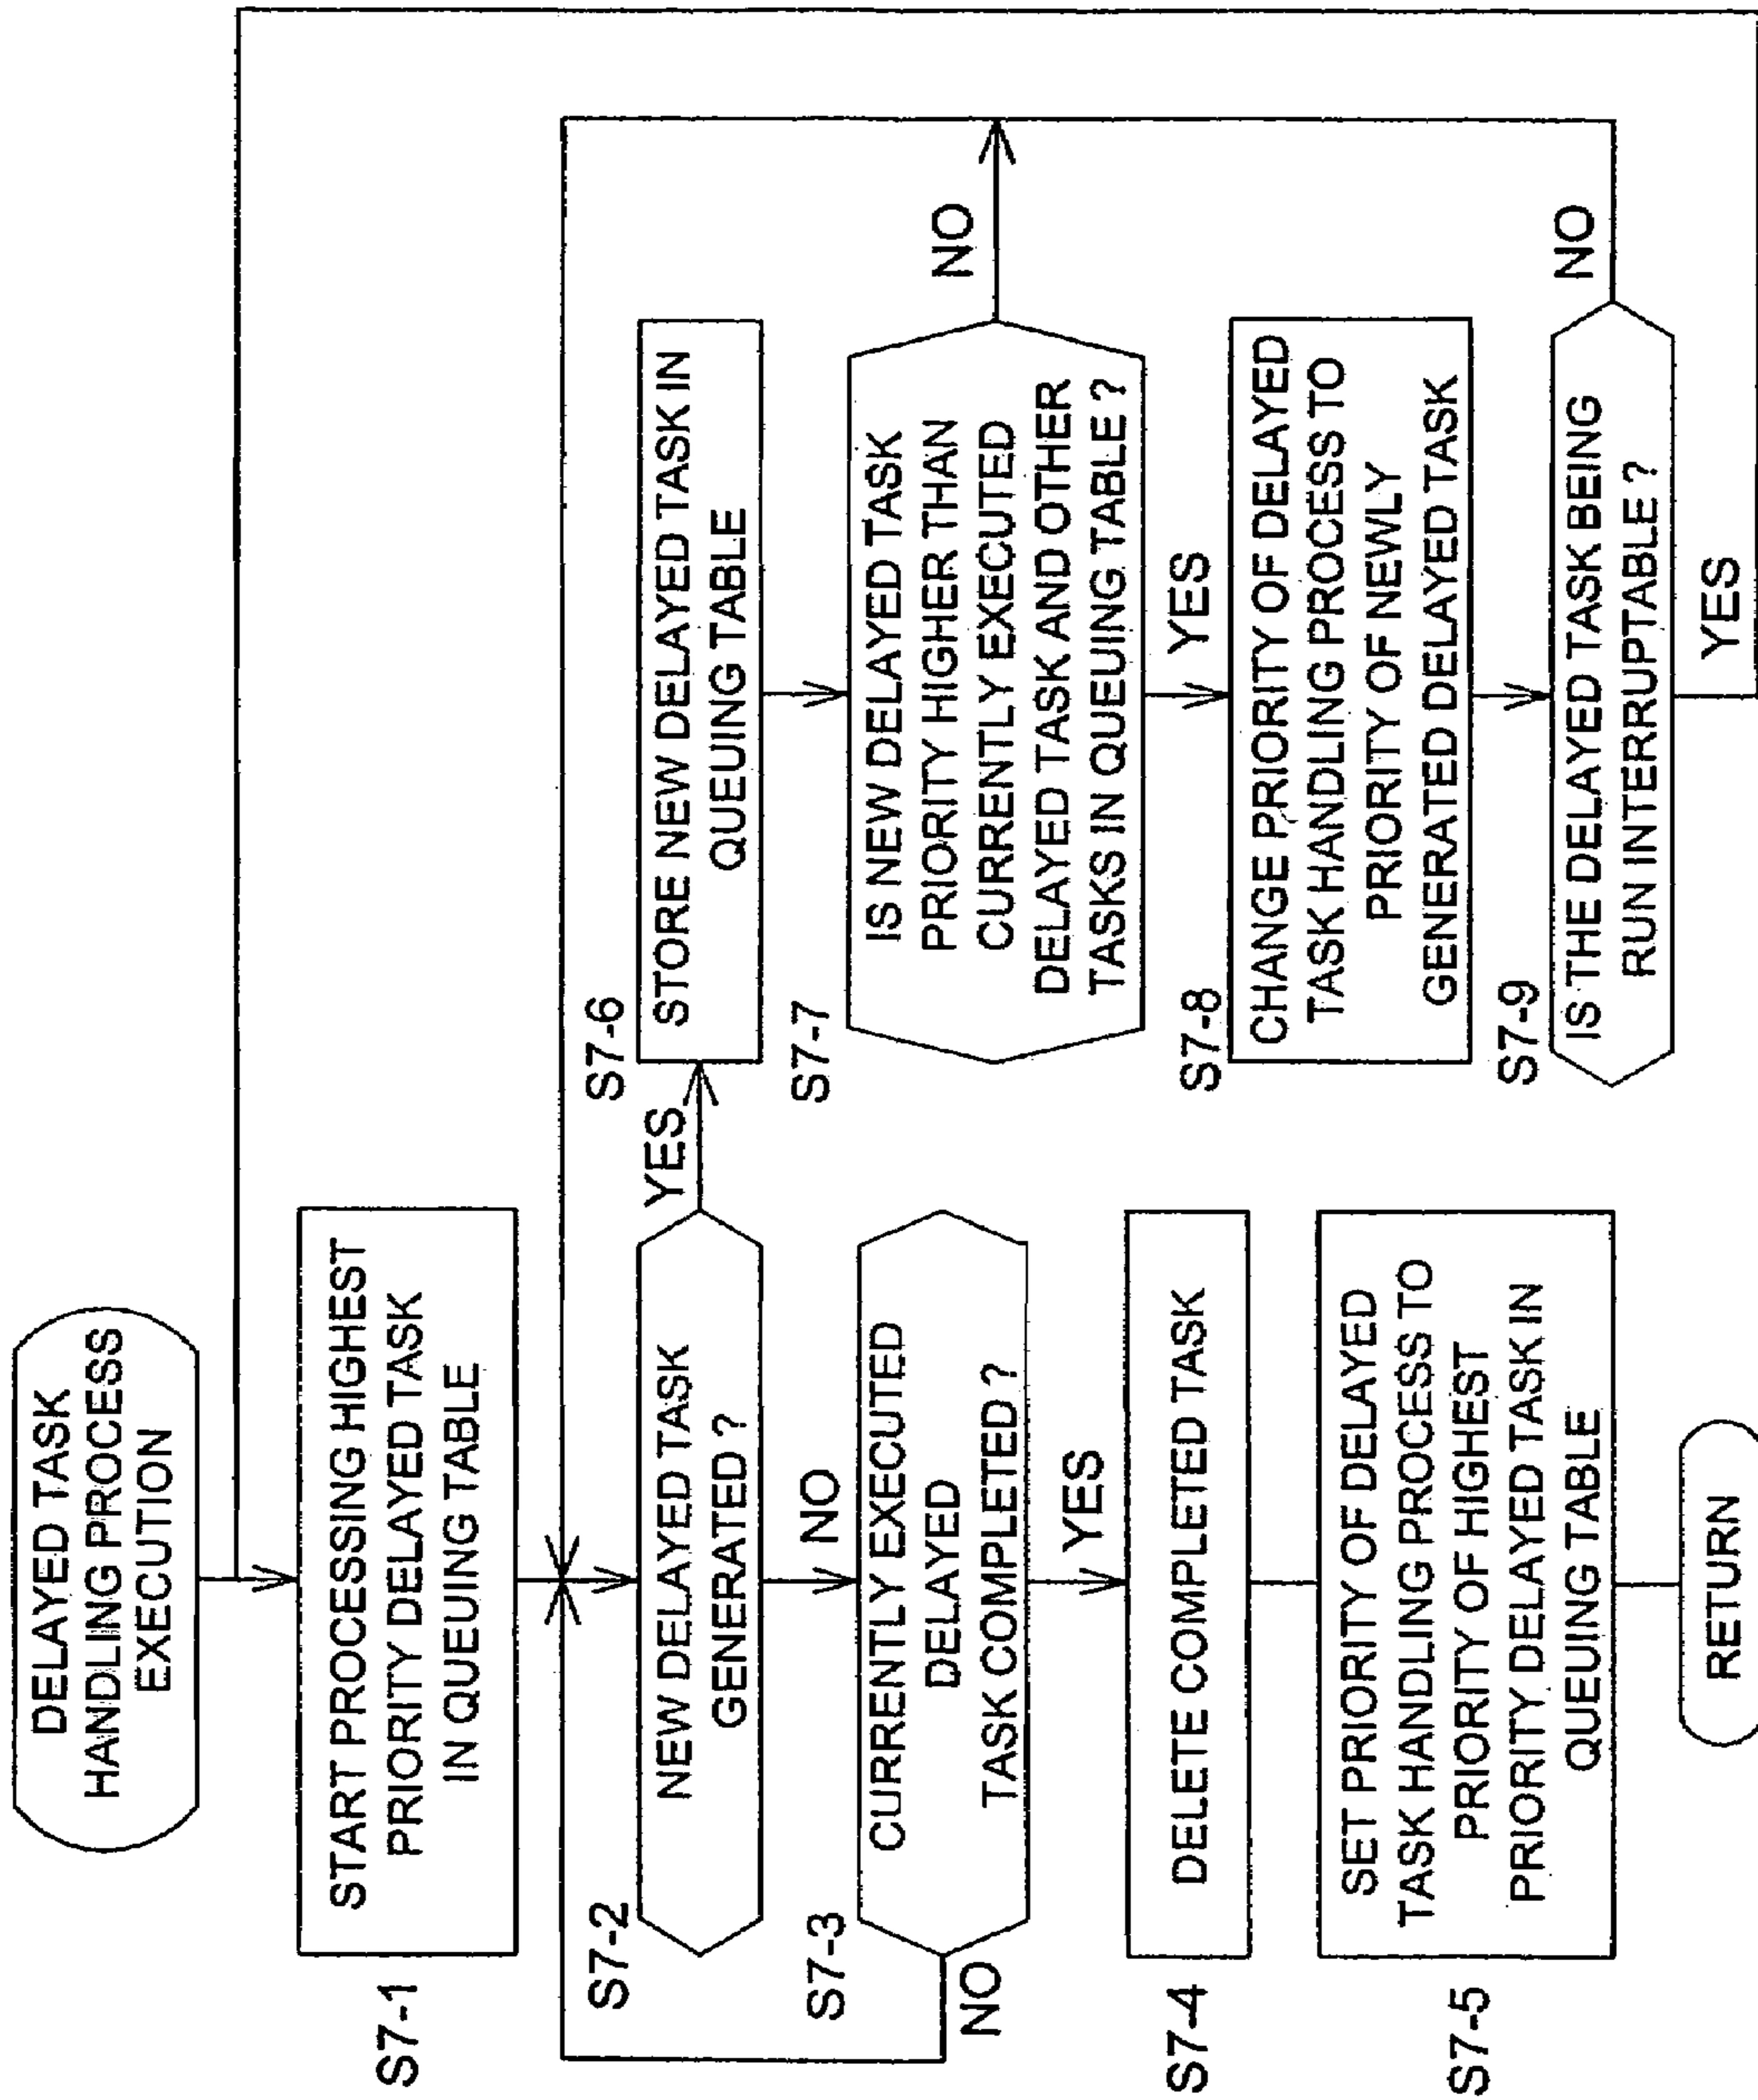 DELAYED TASK
HANDLING PROCESS
EXECUTION
S7-1
START PROCESSING HIGHEST
PRIORITY DELAYED TASK
IN QUEUING TABLE
S7-2
NEW DELAYED TASK
GENERATED ?
YES
NO
S7-3
CURRENTLY EXECUTED
DELAYED
TASK COMPLETED ?
NO
YES
S7-4
DELETE COMPLETED TASK
S7-5
SET PRIORITY OF DELAYED
TASK HANDLING PROCESS TO
PRIORITY OF HIGHEST
PRIORITY DELAYED TASK IN
QUEUING TABLE
RETURN
S7-6
STORE NEW DELAYED TASK IN
QUEUING TABLE
S7-7
IS NEW DELAYED TASK
PRIORITY HIGHER THAN
CURRENTLY EXECUTED
DELAYED TASK AND OTHER
TASKS IN QUEUING TABLE ?
NO
YES
S7-8
CHANGE PRIORITY OF DELAYED
TASK HANDLING PROCESS TO
PRIORITY OF NEWLY
GENERATED DELAYED TASK
S7-9
IS THE DELAYED TASK BEING
RUN INTERRUPTABLE ?
NO
YES